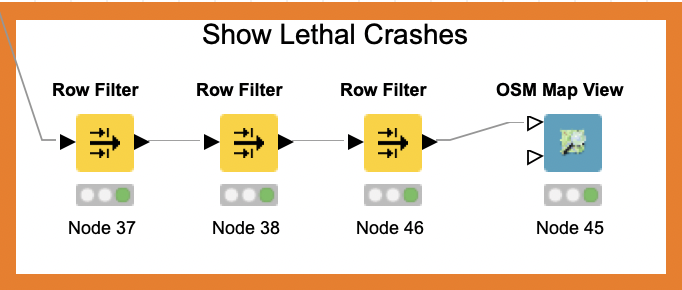 Show Lethal Crashes
Row Filter Row Filter Row Filter OSM Map View
Node 37 Node 38 Node 46 Node 45